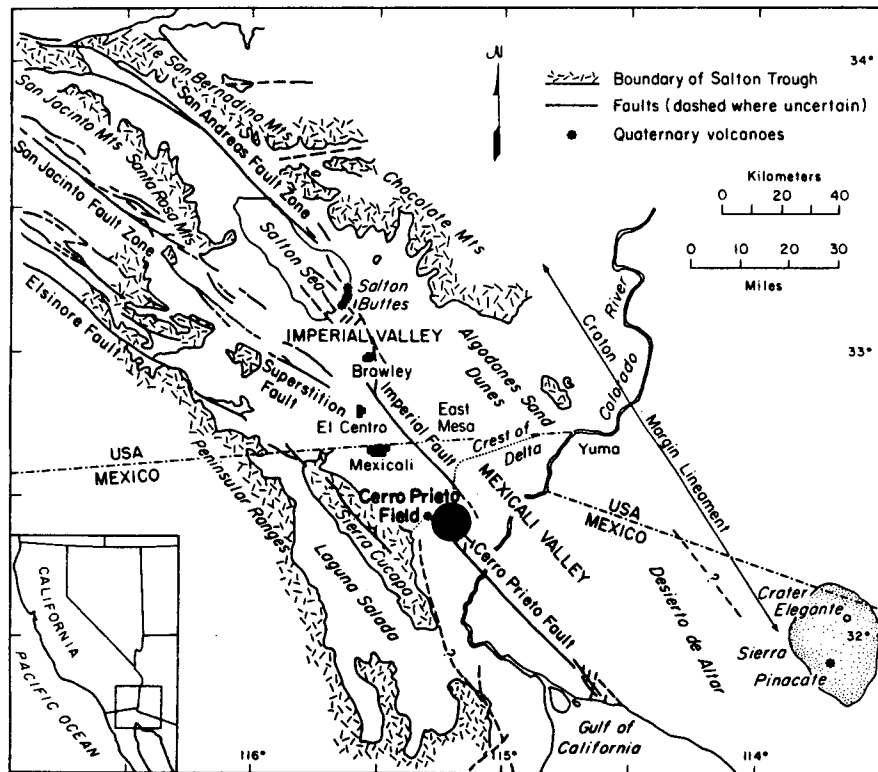 The San Bernadino Mts
San Andreas Fault Zone
San Jacinto Mts
Santa Rosa Mts
San Jacinto Fault Zone
Elsinore Fault
Chocolate Mts
N
Boundary of Salton Trough
Faults (dashed where uncertain)
Quaternary volcanoes
34°
Kilometers
0 20 40
0 10 20 30
Miles
Salton Sea
Salton
Buttes
IMPERIAL VALLEY
Brawley
Superstition
Fault
El Centro
Imperial Fault
East
Mesa
Algodanes Sand
Dunes
33°
Colorado River
Craton Margin Lineament
Crest of
Delta
Yuma
USA
MEXICO
Mexicali
Peninsular Ranges
Cerro Prieto
Field
Sierra Cucapa
Laguna Salada
MEXICALI VALLEY
Cerro Prieto Fault
USA
MEXICO
?
?
Desierto de Altar
Crater
Elegante
32°
Sierra
Pinacate
Gulf of
California
CALIFORNIA
PACIFIC OCEAN
116°
115°
114°